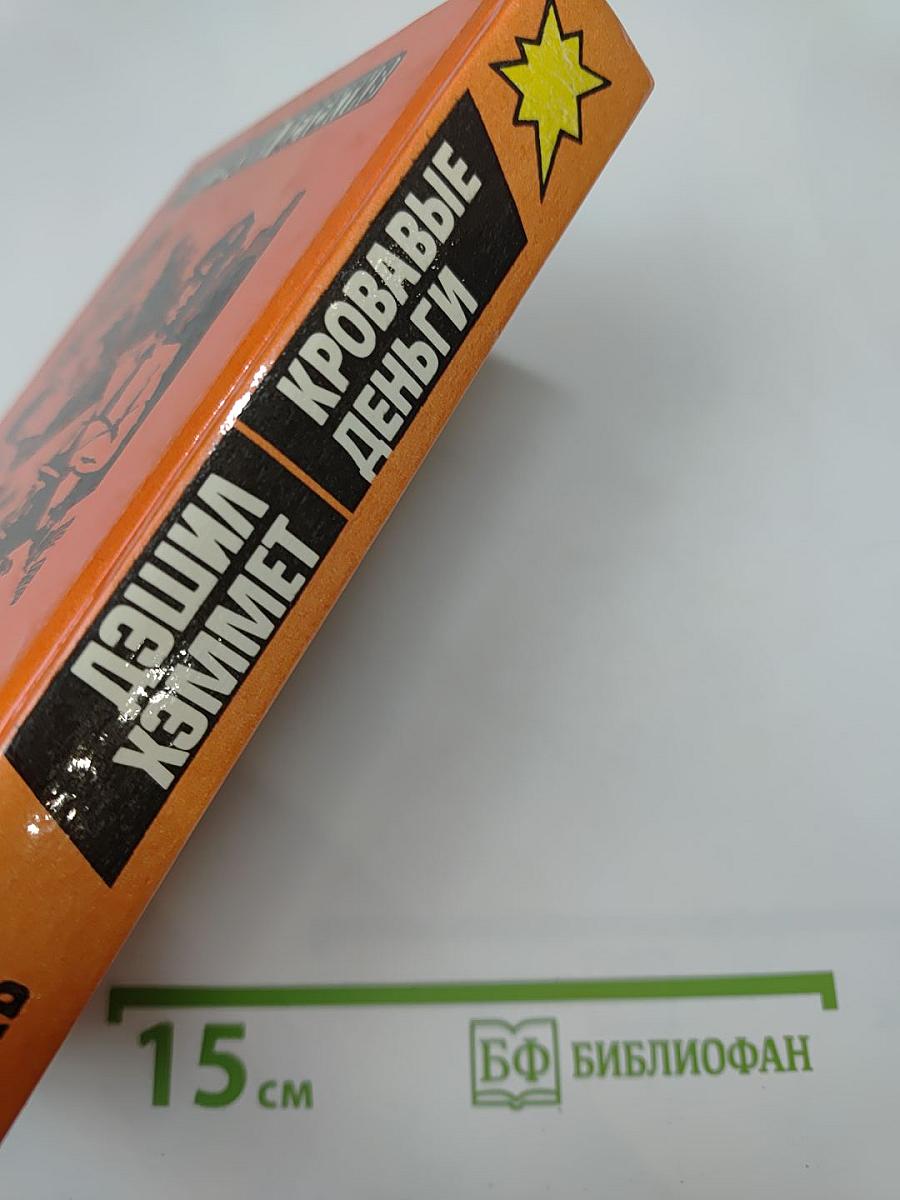 ДЭШИЛ
ХЭММЕТ
КРОВАВЫЕ
ДЕНЬГИ
15 см
БФ БИБЛИОФАН